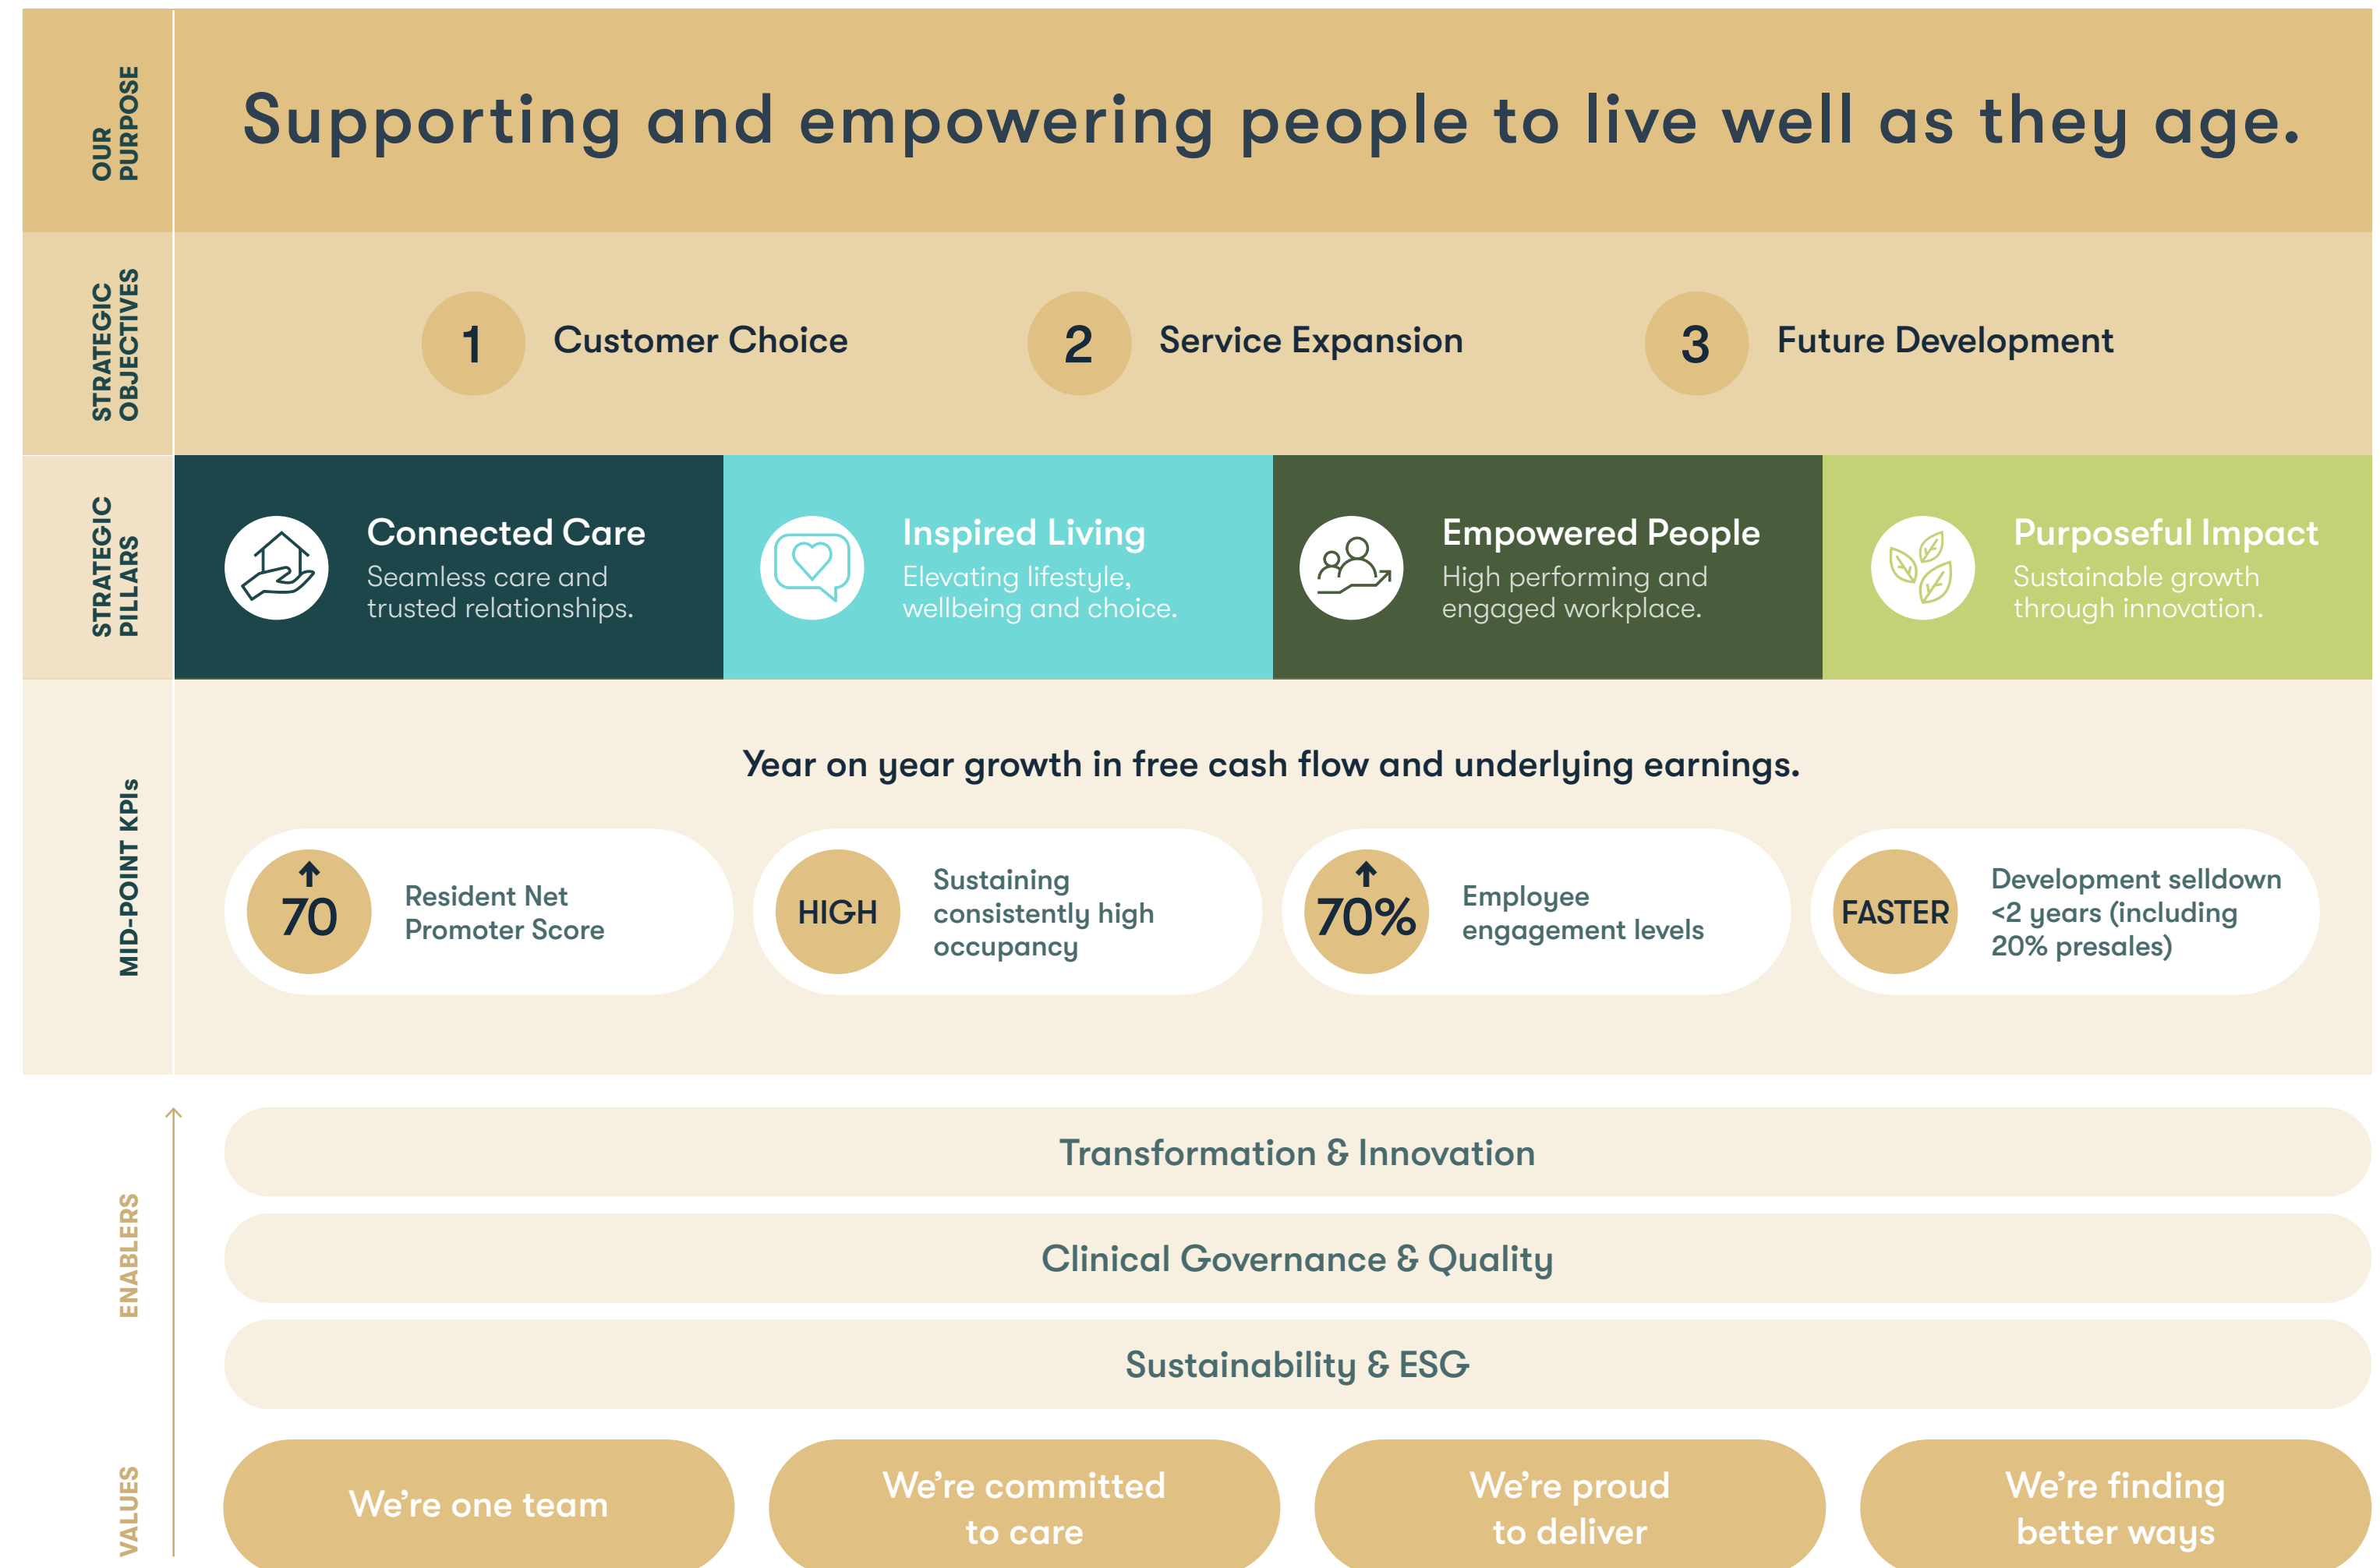 OUR
PURPOSE
Supporting and empowering people to live well as they age.
STRATEGIC
OBJECTIVES
1
Customer Choice
2
Service Expansion
3
Future Development
STRATEGIC
PILLARS
Connected Care
Seamless care and
trusted relationships.
Inspired Living
Elevating lifestyle,
wellbeing and choice.
Empowered People
High performing and
engaged workplace.
Purposeful Impact
Sustainable growth
through innovation.
MID-POINT KPIs
Year on year growth in free cash flow and underlying earnings.
↑
70
Resident Net
Promoter Score
HIGH
Sustaining
consistently high
occupancy
↑
70%
Employee
engagement levels
FASTER
Development selldown
<2 years (including
20% presales)
ENABLERS
Transformation & Innovation
Clinical Governance & Quality
Sustainability & ESG
VALUES
We’re one team
We’re committed
to care
We’re proud
to deliver
We’re finding
better ways